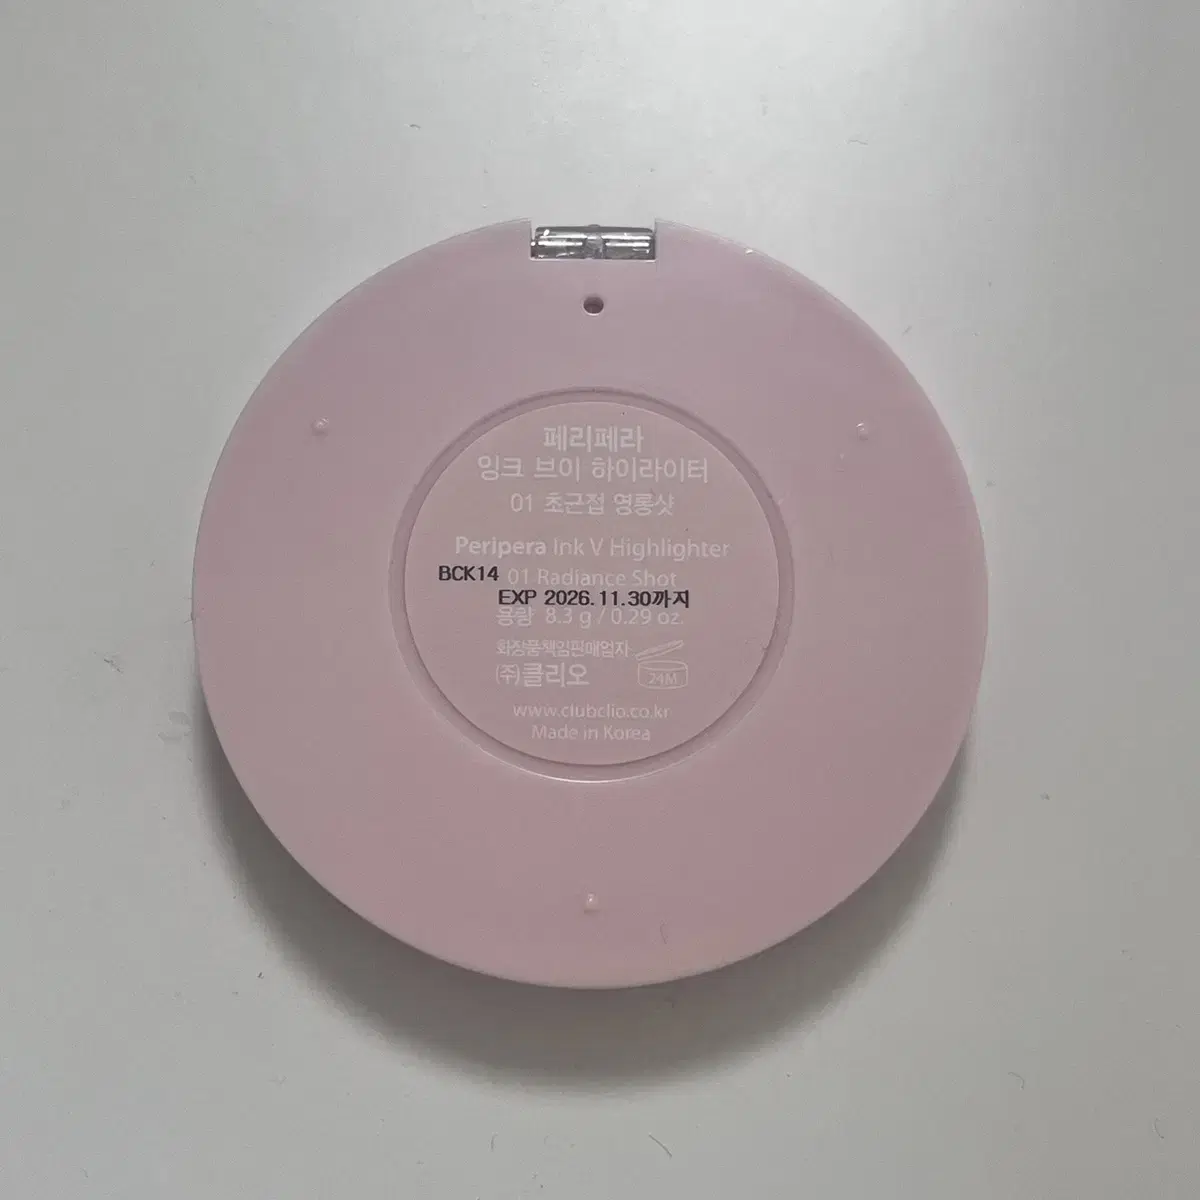 페리페라
잉크 브이 하이라이터
01 초근접 영롱샷
Peripera Ink V Highlighter
BCK14 01 Radiance Shot
EXP 2026.11.30까지
용량 8.3 g / 0.29 oz.
화장품책임판매업자
㈜클리오
24M
www.clubclio.co.kr
Made in Korea